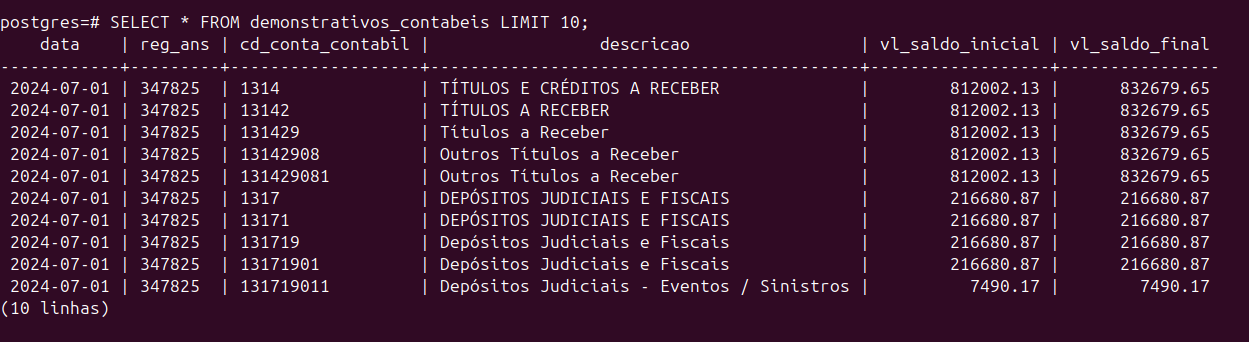 postgres=# SELECT * FROM demonstrativos_contabeis LIMIT 10;
    data    | reg_ans | cd_conta_contabil |                descricao                 | vl_saldo_inicial | vl_saldo_final
------------+---------+-------------------+------------------------------------------+------------------+----------------
 2024-07-01 | 347825  | 1314              | TÍTULOS E CRÉDITOS A RECEBER             |        812002.13 |      832679.65
 2024-07-01 | 347825  | 13142             | TÍTULOS A RECEBER                        |        812002.13 |      832679.65
 2024-07-01 | 347825  | 131429            | Títulos a Receber                        |        812002.13 |      832679.65
 2024-07-01 | 347825  | 13142908          | Outros Títulos a Receber                 |        812002.13 |      832679.65
 2024-07-01 | 347825  | 131429081         | Outros Títulos a Receber                 |        812002.13 |      832679.65
 2024-07-01 | 347825  | 1317              | DEPÓSITOS JUDICIAIS E FISCAIS            |        216680.87 |      216680.87
 2024-07-01 | 347825  | 13171             | DEPÓSITOS JUDICIAIS E FISCAIS            |        216680.87 |      216680.87
 2024-07-01 | 347825  | 131719            | Depósitos Judiciais e Fiscais            |        216680.87 |      216680.87
 2024-07-01 | 347825  | 13171901          | Depósitos Judiciais e Fiscais            |        216680.87 |      216680.87
 2024-07-01 | 347825  | 131719011         | Depósitos Judiciais - Eventos / Sinistros |          7490.17 |        7490.17
(10 linhas)